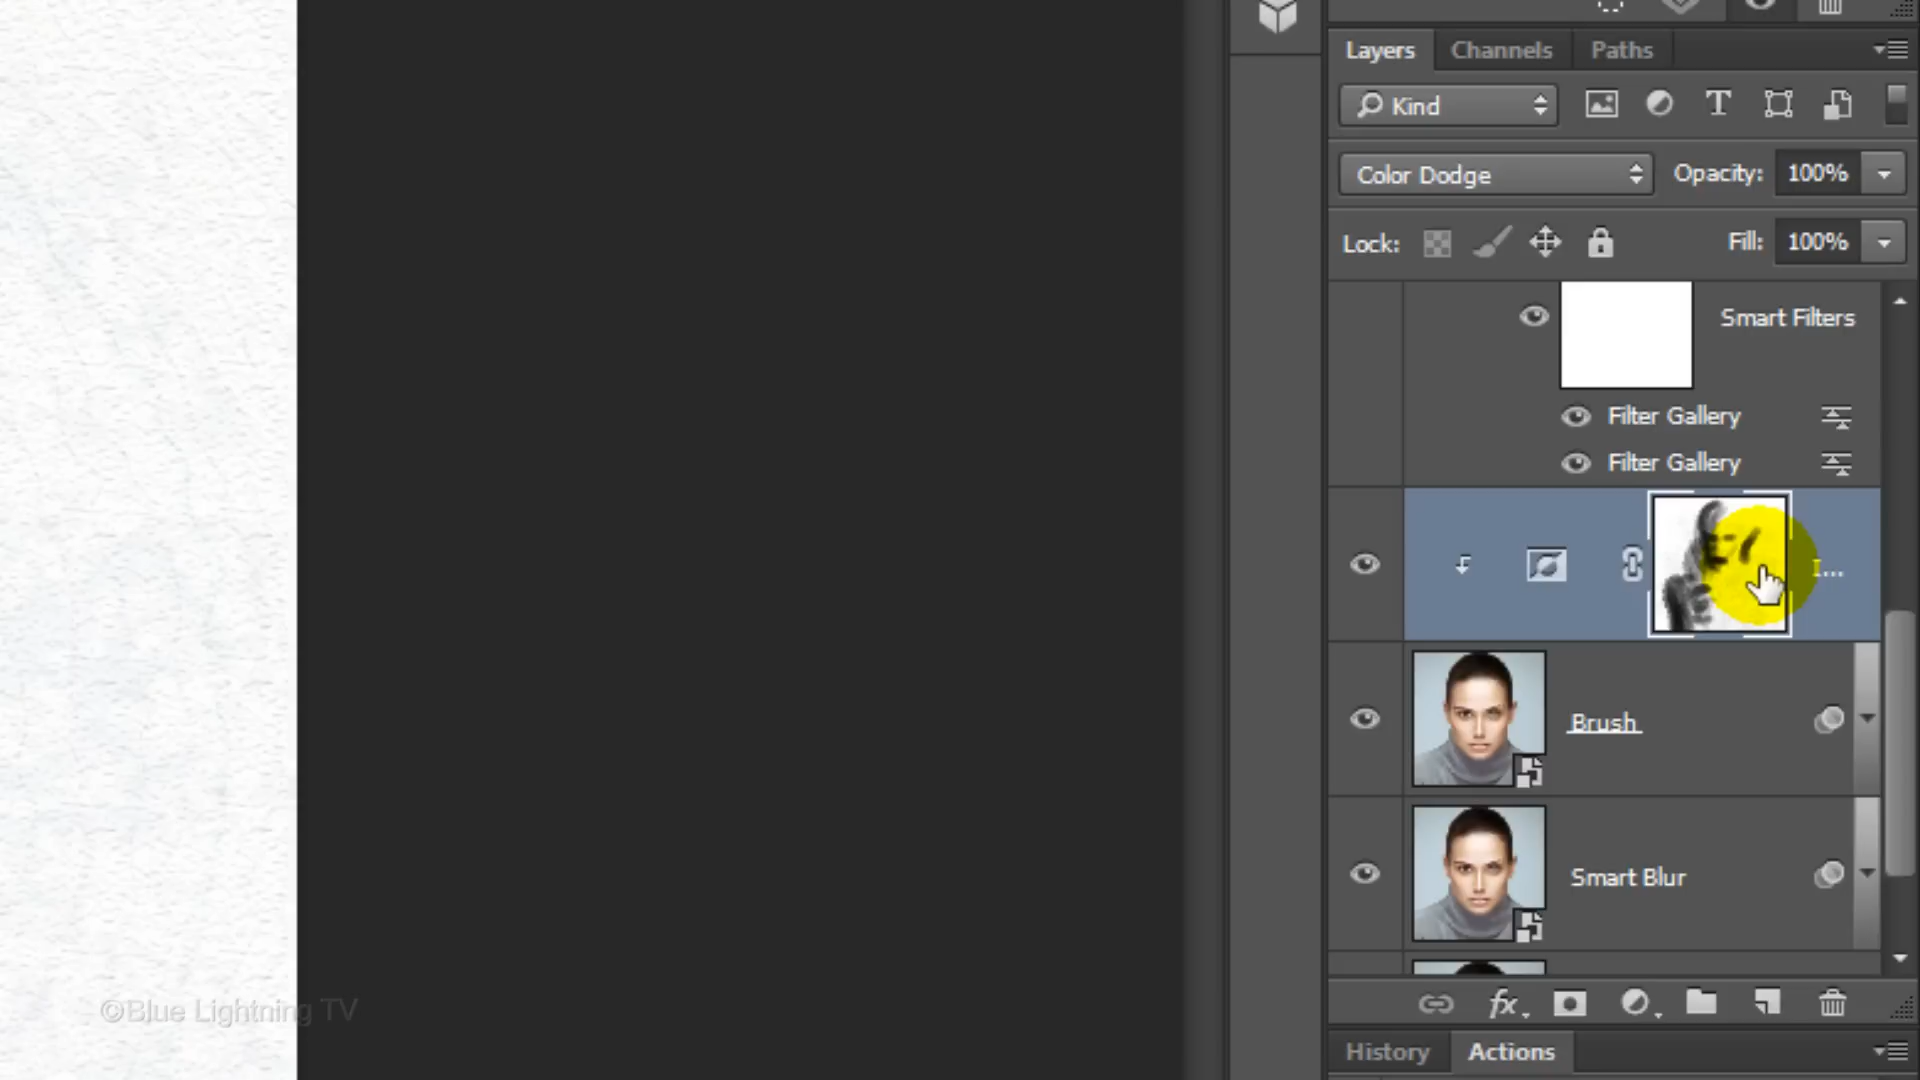 Layers Channels Paths
Kind
Color Dodge Opacity: 100%
Lock: Fill: 100%
Smart Filters
Filter Gallery
Filter Gallery
I...
Brush
Smart Blur
fx
©Blue Lightning TV
History Actions